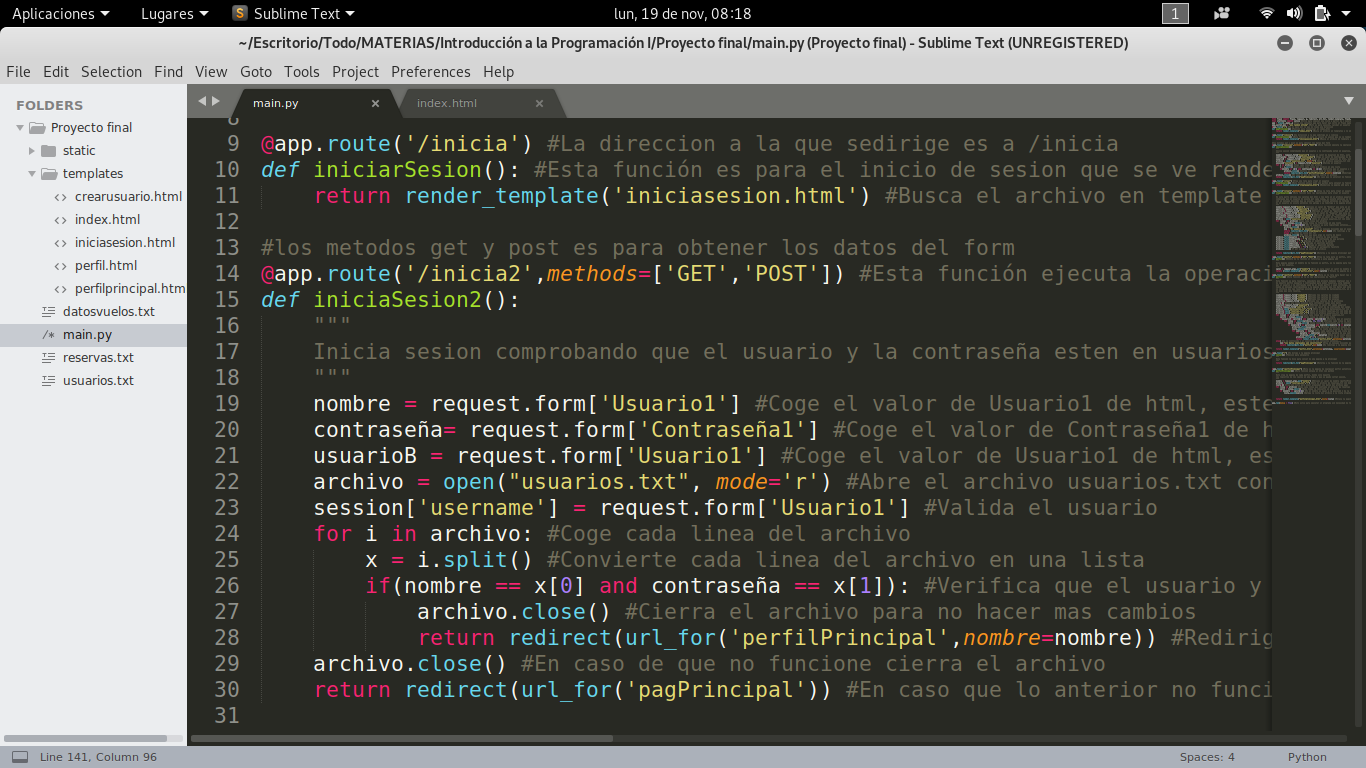 Aplicaciones Lugares Sublime Text lun, 19 de nov, 08:18 1
~/Escritorio/Todo/MATERIAS/Introducción a la Programación I/Proyecto final/main.py (Proyecto final) - Sublime Text (UNREGISTERED)
File Edit Selection Find View Goto Tools Project Preferences Help
FOLDERS
Proyecto final
static
templates
<> crearusuario.html
<> index.html
<> iniciasesion.html
<> perfil.html
<> perfilprincipal.htm
datosvuelos.txt
/* main.py
reservas.txt
usuarios.txt
main.py × index.html ×
8
9 @app.route('/inicia') #La direccion a la que sedirige es a /inicia
10 def iniciarSesion(): #Esta función es para el inicio de sesion que se ve rende
11     return render_template('iniciasesion.html') #Busca el archivo en template
12
13 #los metodos get y post es para obtener los datos del form
14 @app.route('/inicia2',methods=['GET','POST']) #Esta función ejecuta la operaci
15 def iniciaSesion2():
16     """
17     Inicia sesion comprobando que el usuario y la contraseña esten en usuarios
18     """
19     nombre = request.form['Usuario1'] #Coge el valor de Usuario1 de html, este
20     contraseña= request.form['Contraseña1'] #Coge el valor de Contraseña1 de h
21     usuarioB = request.form['Usuario1'] #Coge el valor de Usuario1 de html, es
22     archivo = open("usuarios.txt", mode='r') #Abre el archivo usuarios.txt con
23     session['username'] = request.form['Usuario1'] #Valida el usuario
24     for i in archivo: #Coge cada linea del archivo
25         x = i.split() #Convierte cada linea del archivo en una lista
26         if(nombre == x[0] and contraseña == x[1]): #Verifica que el usuario y
27             archivo.close() #Cierra el archivo para no hacer mas cambios
28             return redirect(url_for('perfilPrincipal',nombre=nombre)) #Redirig
29     archivo.close() #En caso de que no funcione cierra el archivo
30     return redirect(url_for('pagPrincipal')) #En caso que lo anterior no funci
31
Line 141, Column 96 Spaces: 4 Python